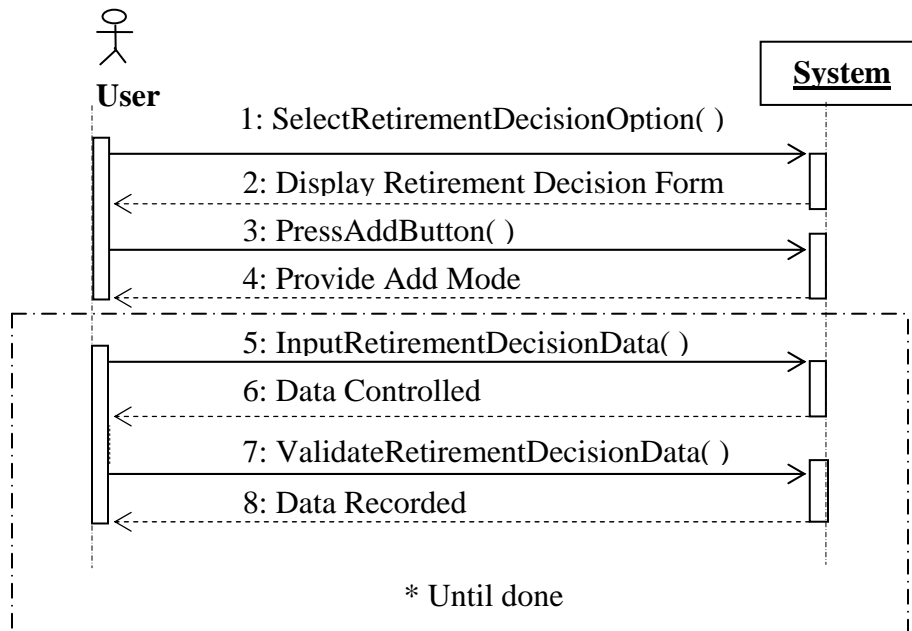 System
User
1: SelectRetirementDecisionOption( )
2: Display Retirement Decision Form
3: PressAddButton( )
4: Provide Add Mode
5: InputRetirementDecisionData( )
6: Data Controlled
7: ValidateRetirementDecisionData( )
8: Data Recorded
* Until done